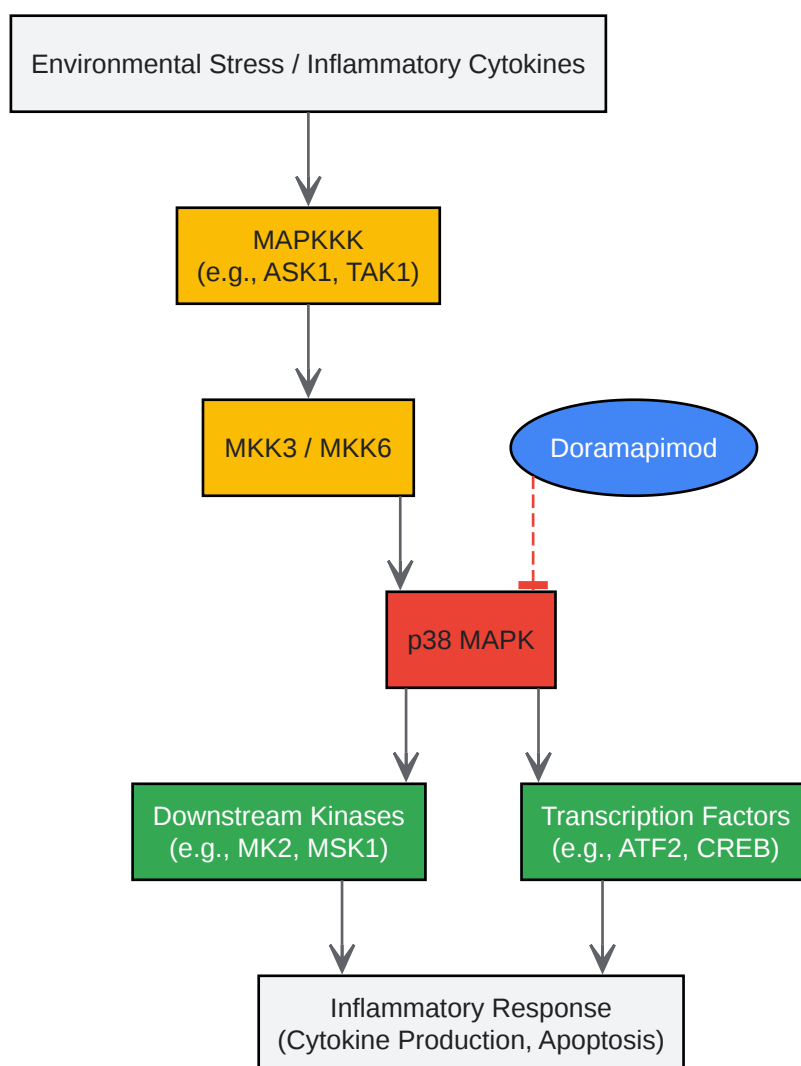 Environmental Stress / Inflammatory Cytokines
MAPKKK
(e.g., ASK1, TAK1)
MKK3 / MKK6
Doramapimod
p38 MAPK
Downstream Kinases
(e.g., MK2, MSK1)
Transcription Factors
(e.g., ATF2, CREB)
Inflammatory Response
(Cytokine Production, Apoptosis)